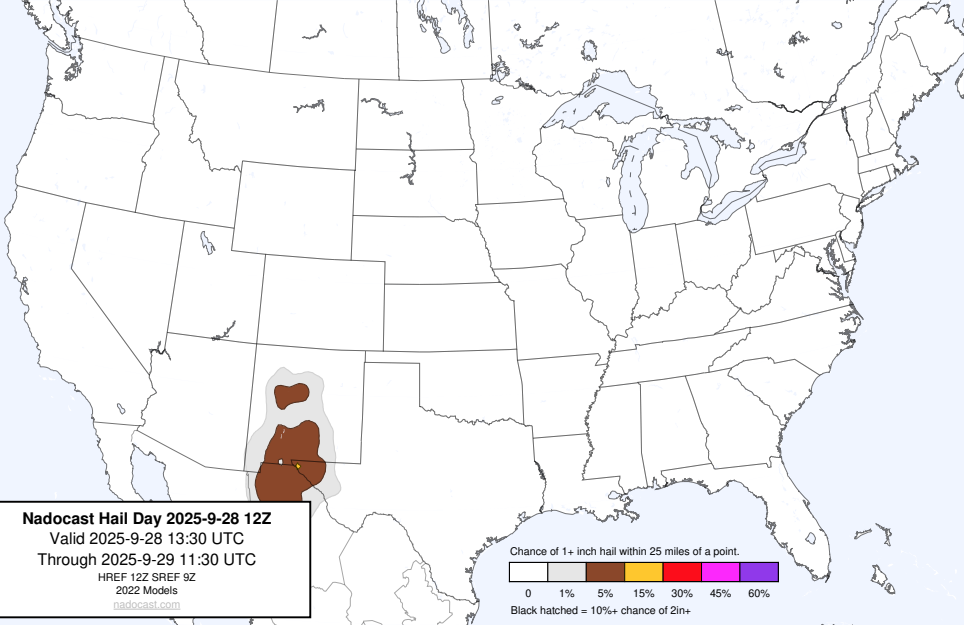 Nadocast Hail Day 2025-9-28 12Z
Valid 2025-9-28 13:30 UTC
Through 2025-9-29 11:30 UTC
HREF 12Z SREF 9Z
2022 Models
nadocast.com
Chance of 1+ inch hail within 25 miles of a point.
0 1% 5% 15% 30% 45% 60%
Black hatched = 10%+ chance of 2in+